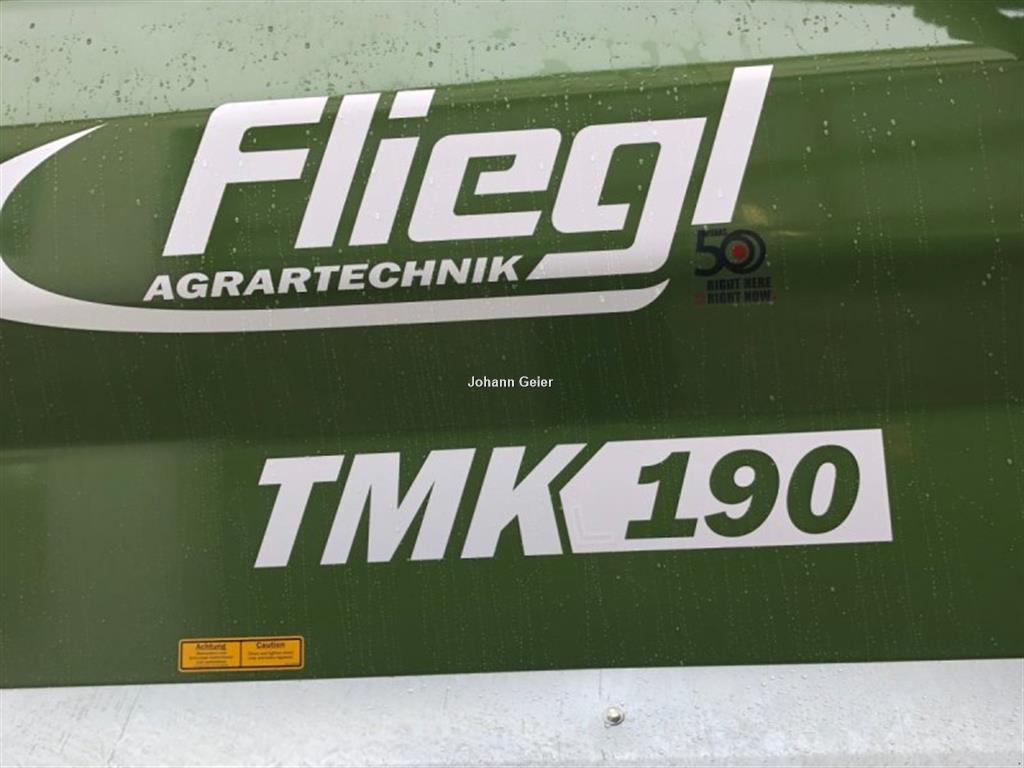 Fliegl
AGRARTECHNIK
50
RIGHT HERE
RIGHT NOW
Johann Geier
TMK 190
Achtung
Caution